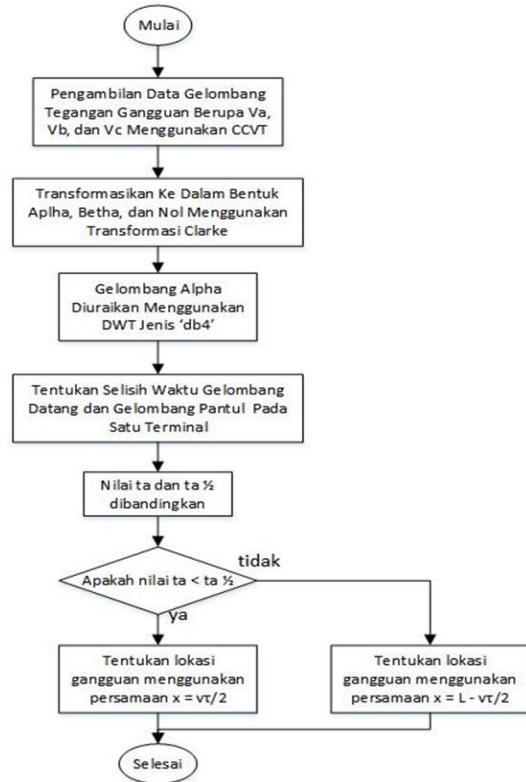 Mulai
Pengambilan Data Gelombang
Tegangan Gangguan Berupa Va,
Vb, dan Vc Menggunakan CCVT
Transformasikan Ke Dalam Bentuk
Aplha, Betha, dan Nol Menggunakan
Transformasi Clarke
Gelombang Alpha
Diuraikan Menggunakan
DWT Jenis ‘db4’
Tentukan Selisih Waktu Gelombang
Datang dan Gelombang Pantul Pada
Satu Terminal
Nilai ta dan ta ½
dibandingkan
Apakah nilai ta < ta ½
tidak
ya
Tentukan lokasi
gangguan menggunakan
persamaan x = vτ/2
Tentukan lokasi
gangguan menggunakan
persamaan x = L - vτ/2
Selesai